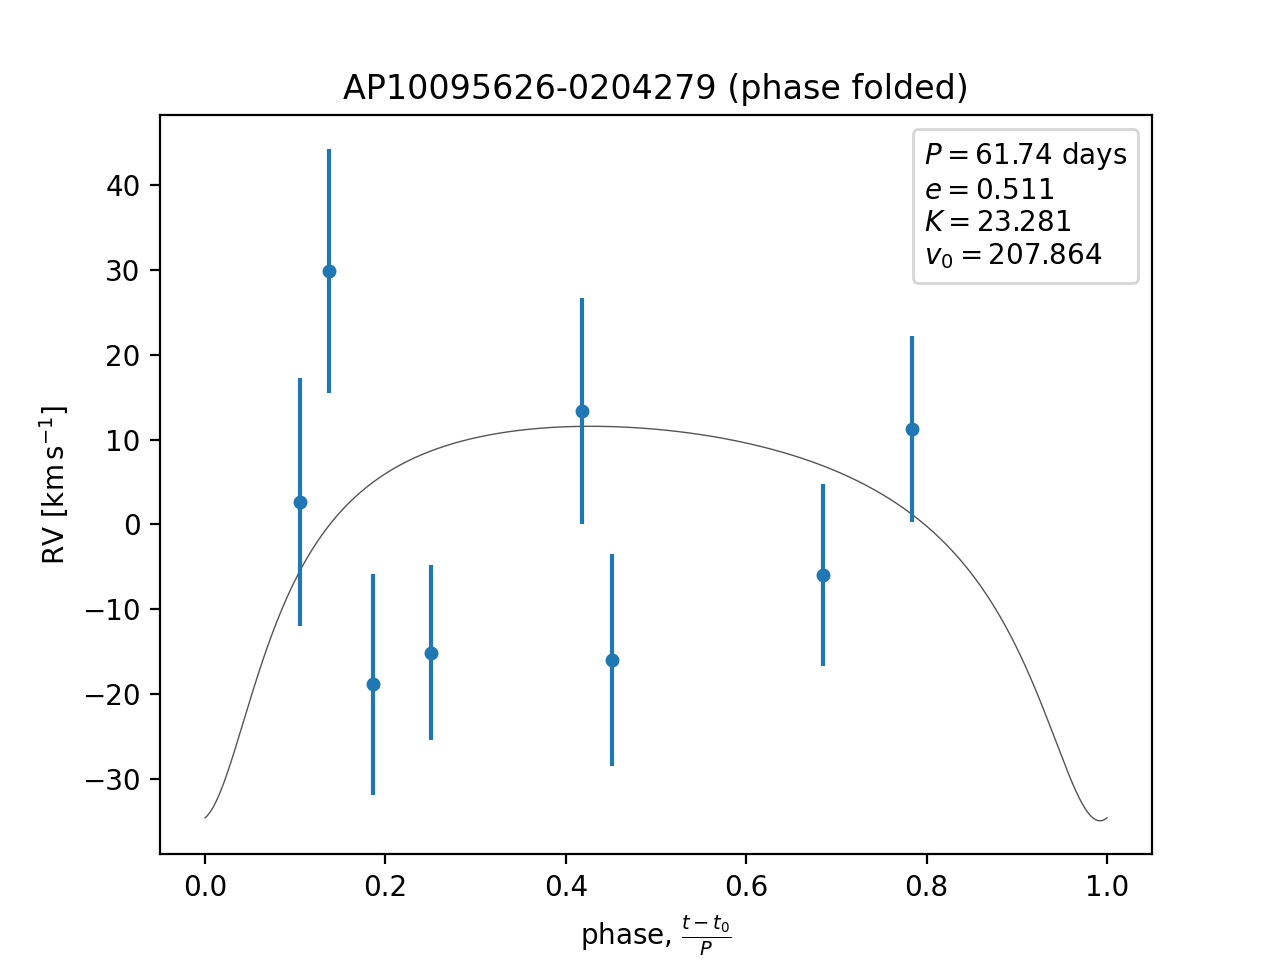 AP10095626-0204279 (phase folded)
P = 61.74 days
e = 0.511
K = 23.281
v₀ = 207.864
40
30
20
10
0
−10
−20
−30
RV [km s⁻¹]
0.0 0.2 0.4 0.6 0.8 1.0
phase, (t − t₀)/P